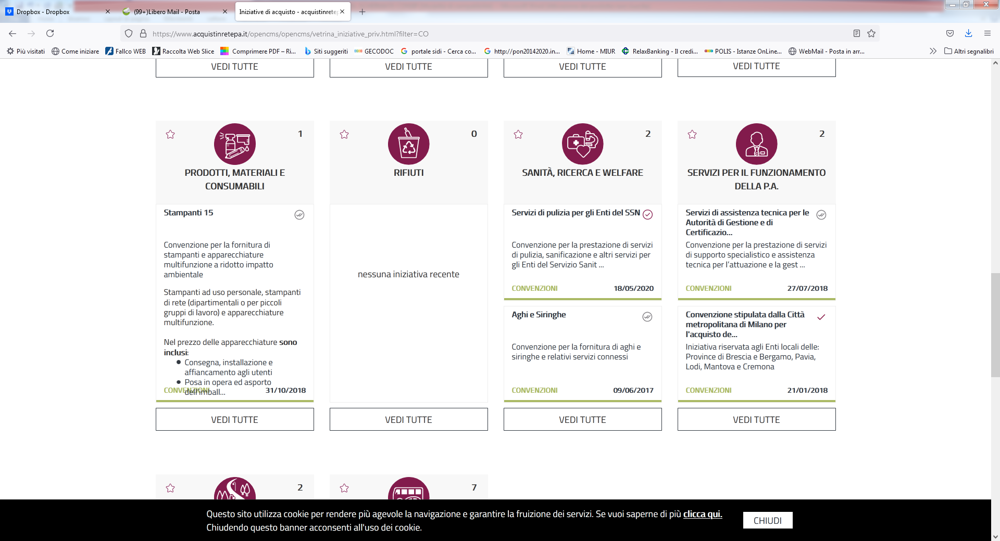 Dropbox - Dropbox
(99+)Libero Mail - Posta
Iniziative di acquisto - acquistinretep
https://www.acquistinretepa.it/opencms/opencms/vetrina_iniziative_priv.html?filter=CO
Più visitati
Come iniziare
Fallco WEB
Raccolta Web Slice
Comprimere PDF – Ri...
Siti suggeriti
GECODOC
portale sidi - Cerca co...
http://pon20142020.in...
Home - MIUR
RelaxBanking - Il credi...
POLIS - Istanze OnLine...
WebMail - Posta in arr...
Altri segnalibri
VEDI TUTTE
VEDI TUTTE
VEDI TUTTE
VEDI TUTTE
1
PRODOTTI, MATERIALI E
CONSUMABILI
Stampanti 15
Convenzione per la fornitura di
stampanti e apparecchiature
multifunzione a ridotto impatto
ambientale
Stampanti ad uso personale, stampanti
di rete (dipartimentali o per piccoli
gruppi di lavoro) e apparecchiature
multifunzione.
Nel prezzo delle apparecchiature sono
inclusi:
Consegna, installazione e
affiancamento agli utenti
Posa in opera ed asporto
dell'imball...
CONVENZIONI
31/10/2018
VEDI TUTTE
0
RIFIUTI
nessuna iniziativa recente
VEDI TUTTE
2
SANITÀ, RICERCA E WELFARE
Servizi di pulizia per gli Enti del SSN
Convenzione per la prestazione di servizi
di pulizia, sanificazione e altri servizi per
gli Enti del Servizio Sanit ...
CONVENZIONI
18/05/2020
Aghi e Siringhe
Convenzione per la fornitura di aghi e
siringhe e relativi servizi connessi
CONVENZIONI
09/06/2017
VEDI TUTTE
2
SERVIZI PER IL FUNZIONAMENTO
DELLA P.A.
Servizi di assistenza tecnica per le
Autorità di Gestione e di
Certificazio...
Convenzione per la prestazione di servizi
di supporto specialistico e assistenza
tecnica per l'attuazione e la gest ...
CONVENZIONI
27/07/2018
Convenzione stipulata dalla Città
metropolitana di Milano per
l'acquisto de...
Iniziativa riservata agli Enti locali delle:
Province di Brescia e Bergamo, Pavia,
Lodi, Mantova e Cremona
CONVENZIONI
21/01/2018
VEDI TUTTE
2
7
Questo sito utilizza cookie per rendere più agevole la navigazione e garantire la fruizione dei servizi. Se vuoi saperne di più clicca qui.
Chiudendo questo banner acconsenti all'uso dei cookie.
CHIUDI